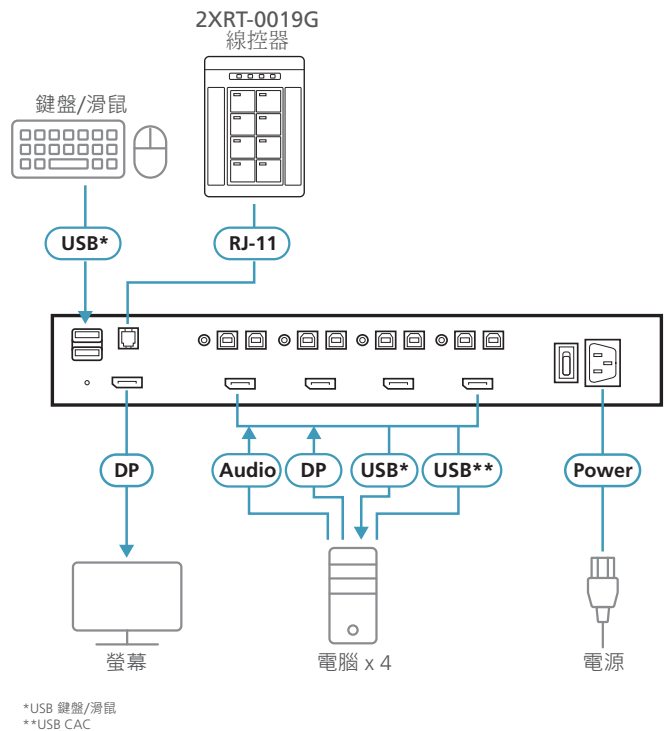 2XRT-0019G
線控器
鍵盤/滑鼠
USB*
RJ-11
DP
Audio
DP
USB*
USB**
Power
螢幕
電腦 x 4
電源
*USB 鍵盤/滑鼠
**USB CAC